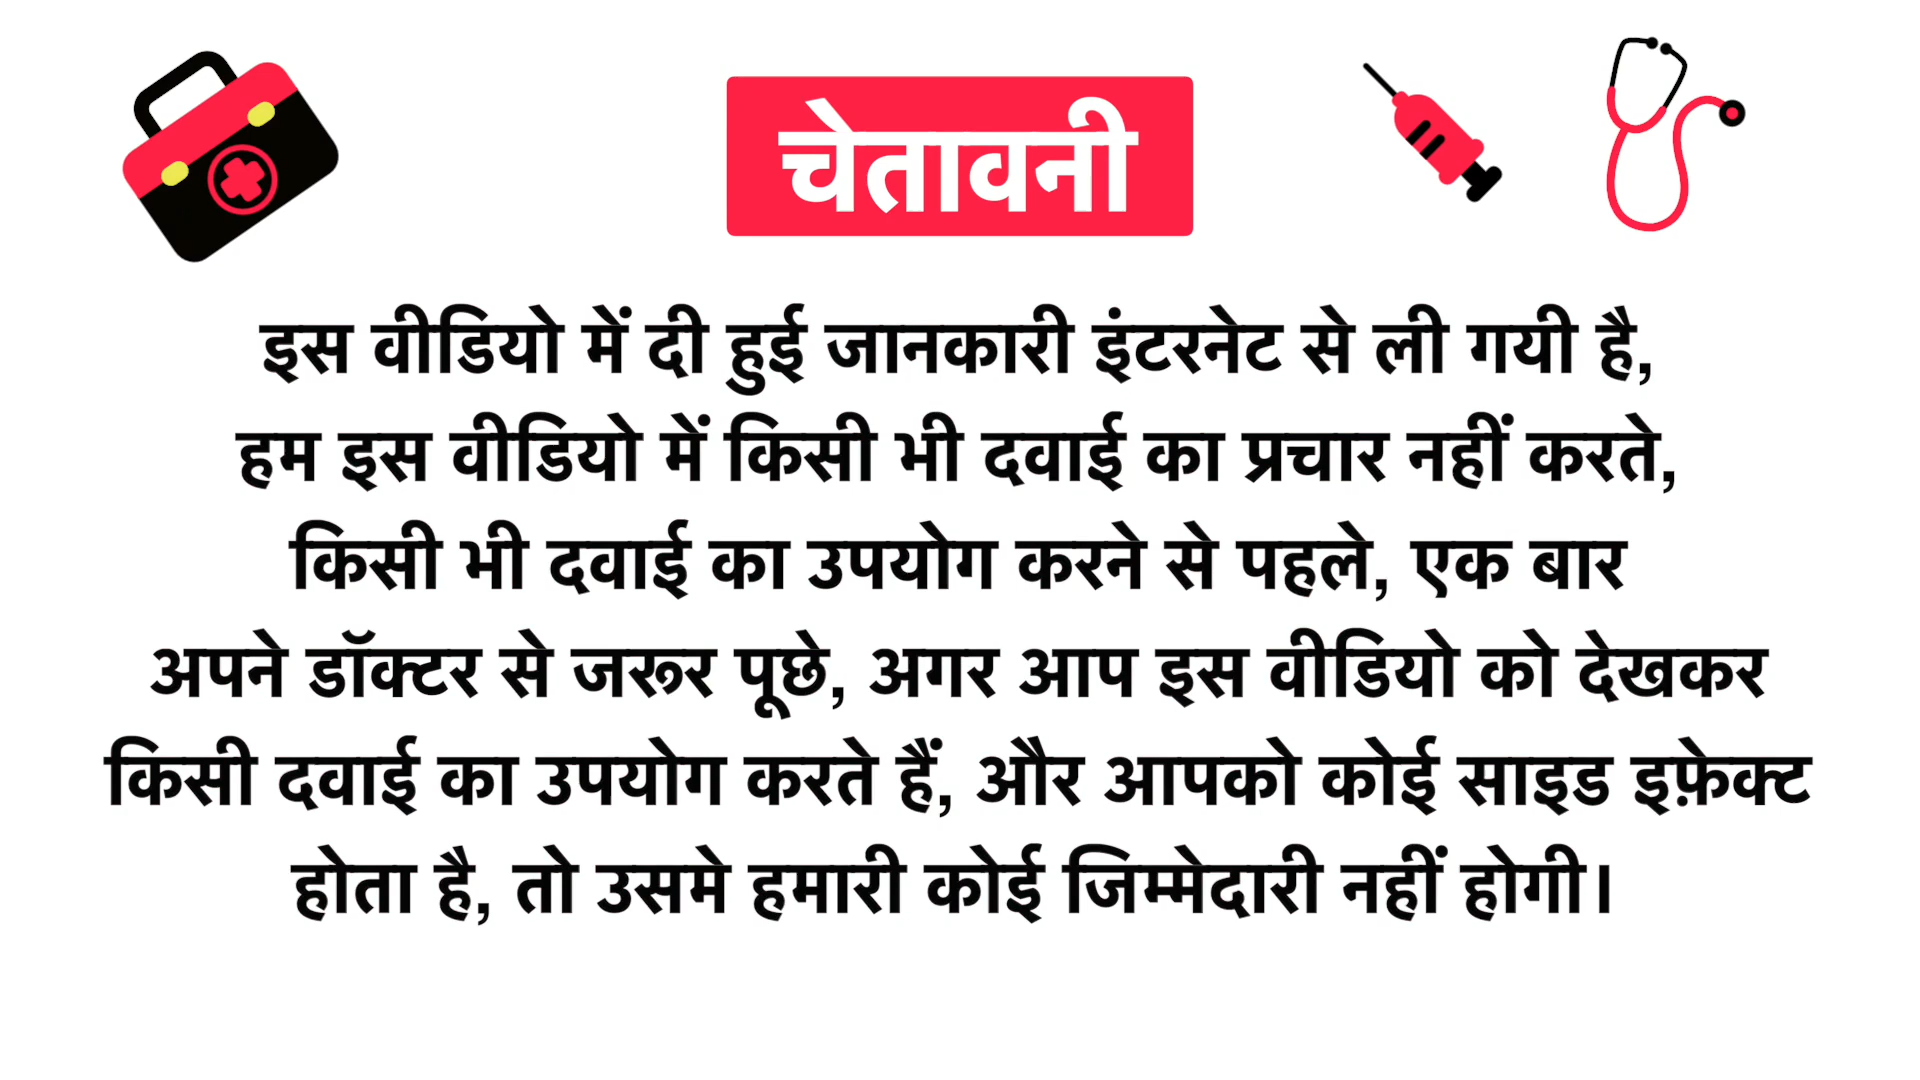 चेतावनी
इस वीडियो में दी हुई जानकारी इंटरनेट से ली गयी है,
हम इस वीडियो में किसी भी दवाई का प्रचार नहीं करते,
किसी भी दवाई का उपयोग करने से पहले, एक बार
अपने डॉक्टर से जरूर पूछे, अगर आप इस वीडियो को देखकर
किसी दवाई का उपयोग करते हैं, और आपको कोई साइड इफ़ेक्ट
होता है, तो उसमे हमारी कोई जिम्मेदारी नहीं होगी।